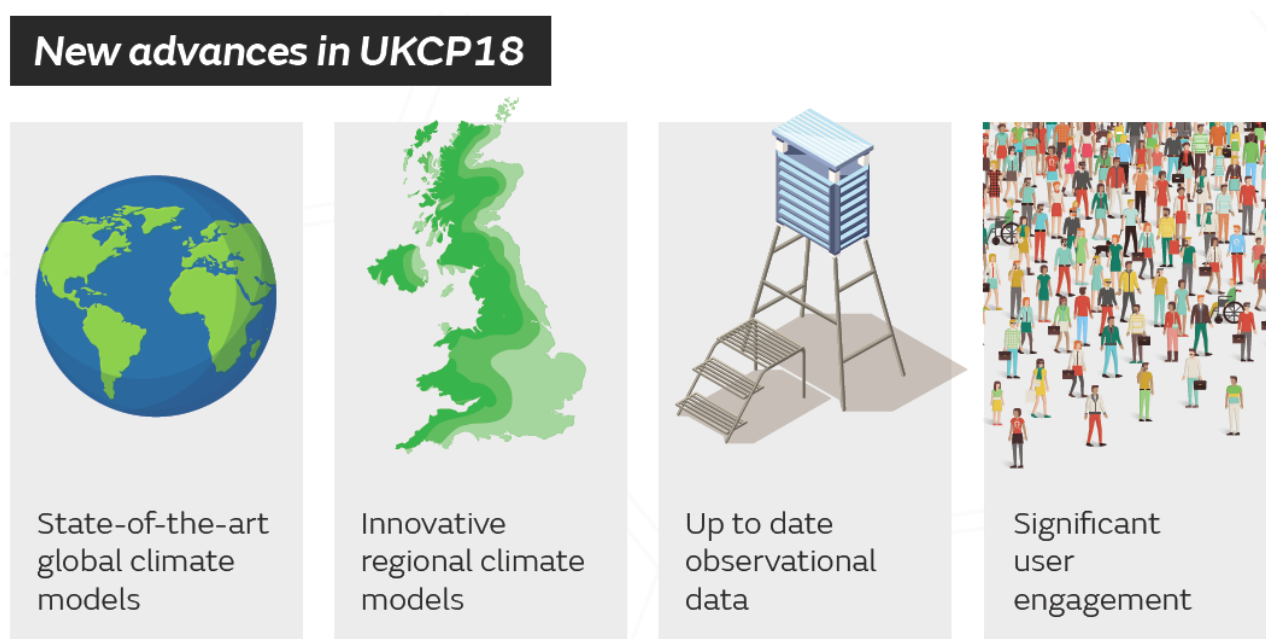 New advances in UKCP18
State-of-the-art
global climate
models
Innovative
regional climate
models
Up to date
observational
data
Significant
user
engagement